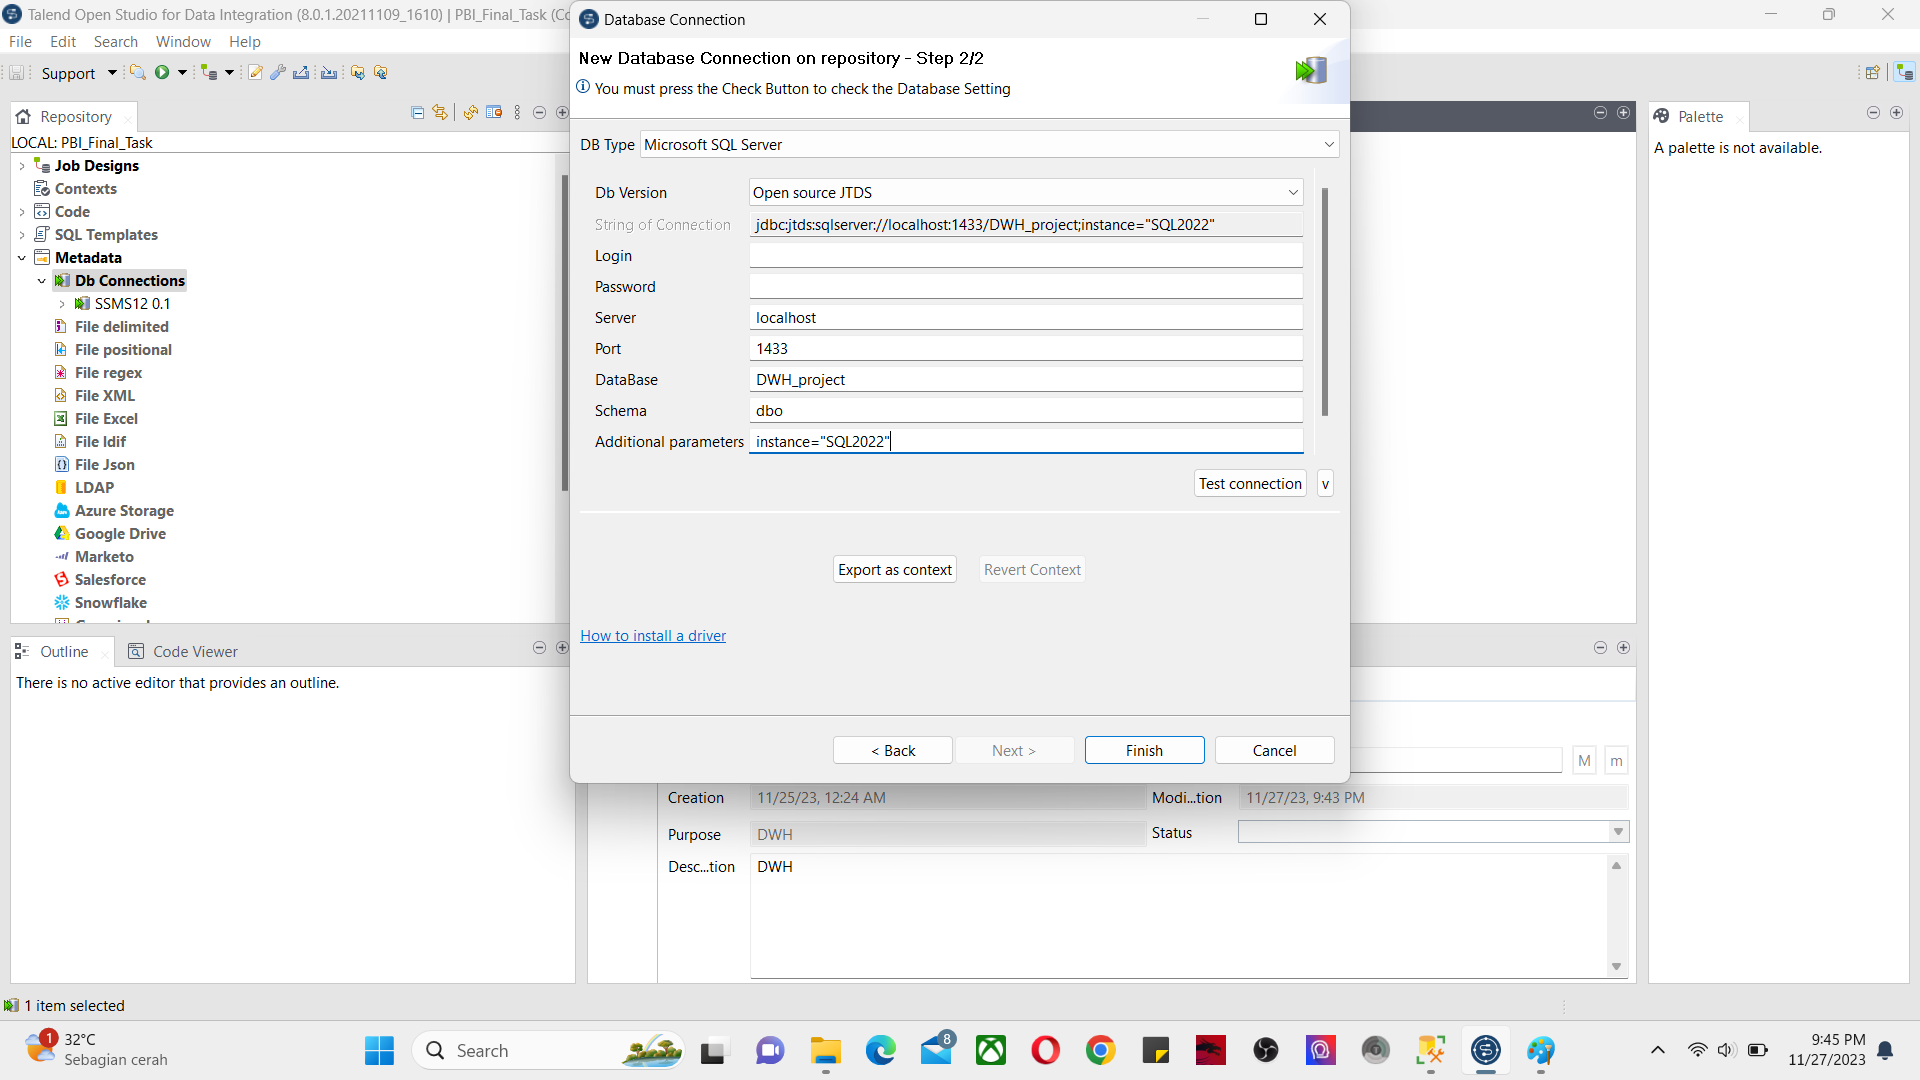 Talend Open Studio for Data Integration (8.0.1.20211109_1610) | PBI_Final_Task (Co
File Edit Search Window Help
Support
Repository
LOCAL: PBI_Final_Task
Job Designs
Contexts
Code
SQL Templates
Metadata
Db Connections
SSMS12 0.1
File delimited
File positional
File regex
File XML
File Excel
File ldif
File Json
LDAP
Azure Storage
Google Drive
Marketo
Salesforce
Snowflake
Outline Code Viewer
There is no active editor that provides an outline.
1 item selected
Database Connection
New Database Connection on repository - Step 2/2
You must press the Check Button to check the Database Setting
DB Type Microsoft SQL Server
Db Version Open source JTDS
String of Connection jdbc:jtds:sqlserver://localhost:1433/DWH_project;instance="SQL2022"
Login
Password
Server localhost
Port 1433
DataBase DWH_project
Schema dbo
Additional parameters instance="SQL2022"
Test connection v
Export as context Revert Context
How to install a driver
< Back Next > Finish Cancel
M m
Creation 11/25/23, 12:24 AM Modi...tion 11/27/23, 9:43 PM
Purpose DWH Status
Desc...tion DWH
Palette
A palette is not available.
1
32°C
Sebagian cerah
Search
8
9:45 PM
11/27/2023